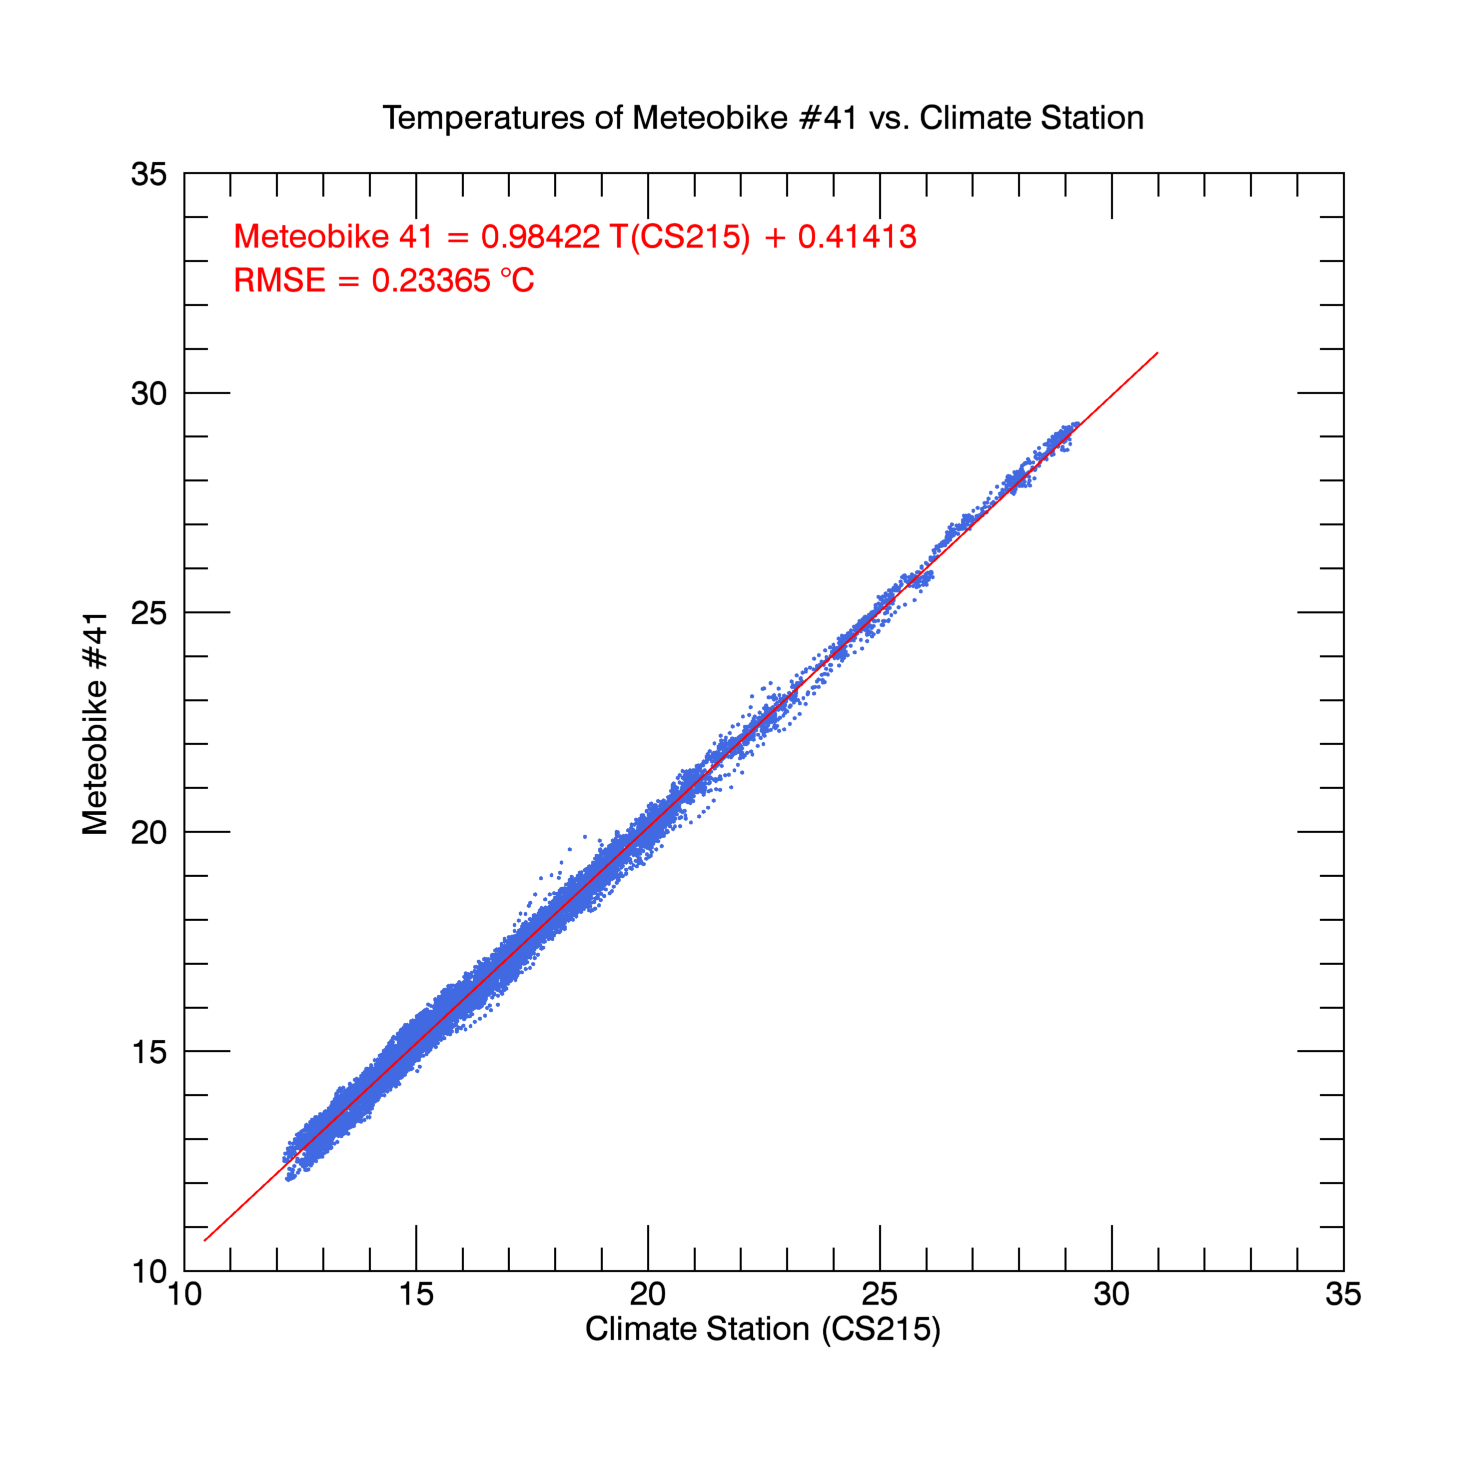 Temperatures of Meteobike #41 vs. Climate Station
Meteobike 41 = 0.98422 T(CS215) + 0.41413
RMSE = 0.23365 °C
35
30
25
20
15
10
Meteobike #41
10 15 20 25 30 35
Climate Station (CS215)